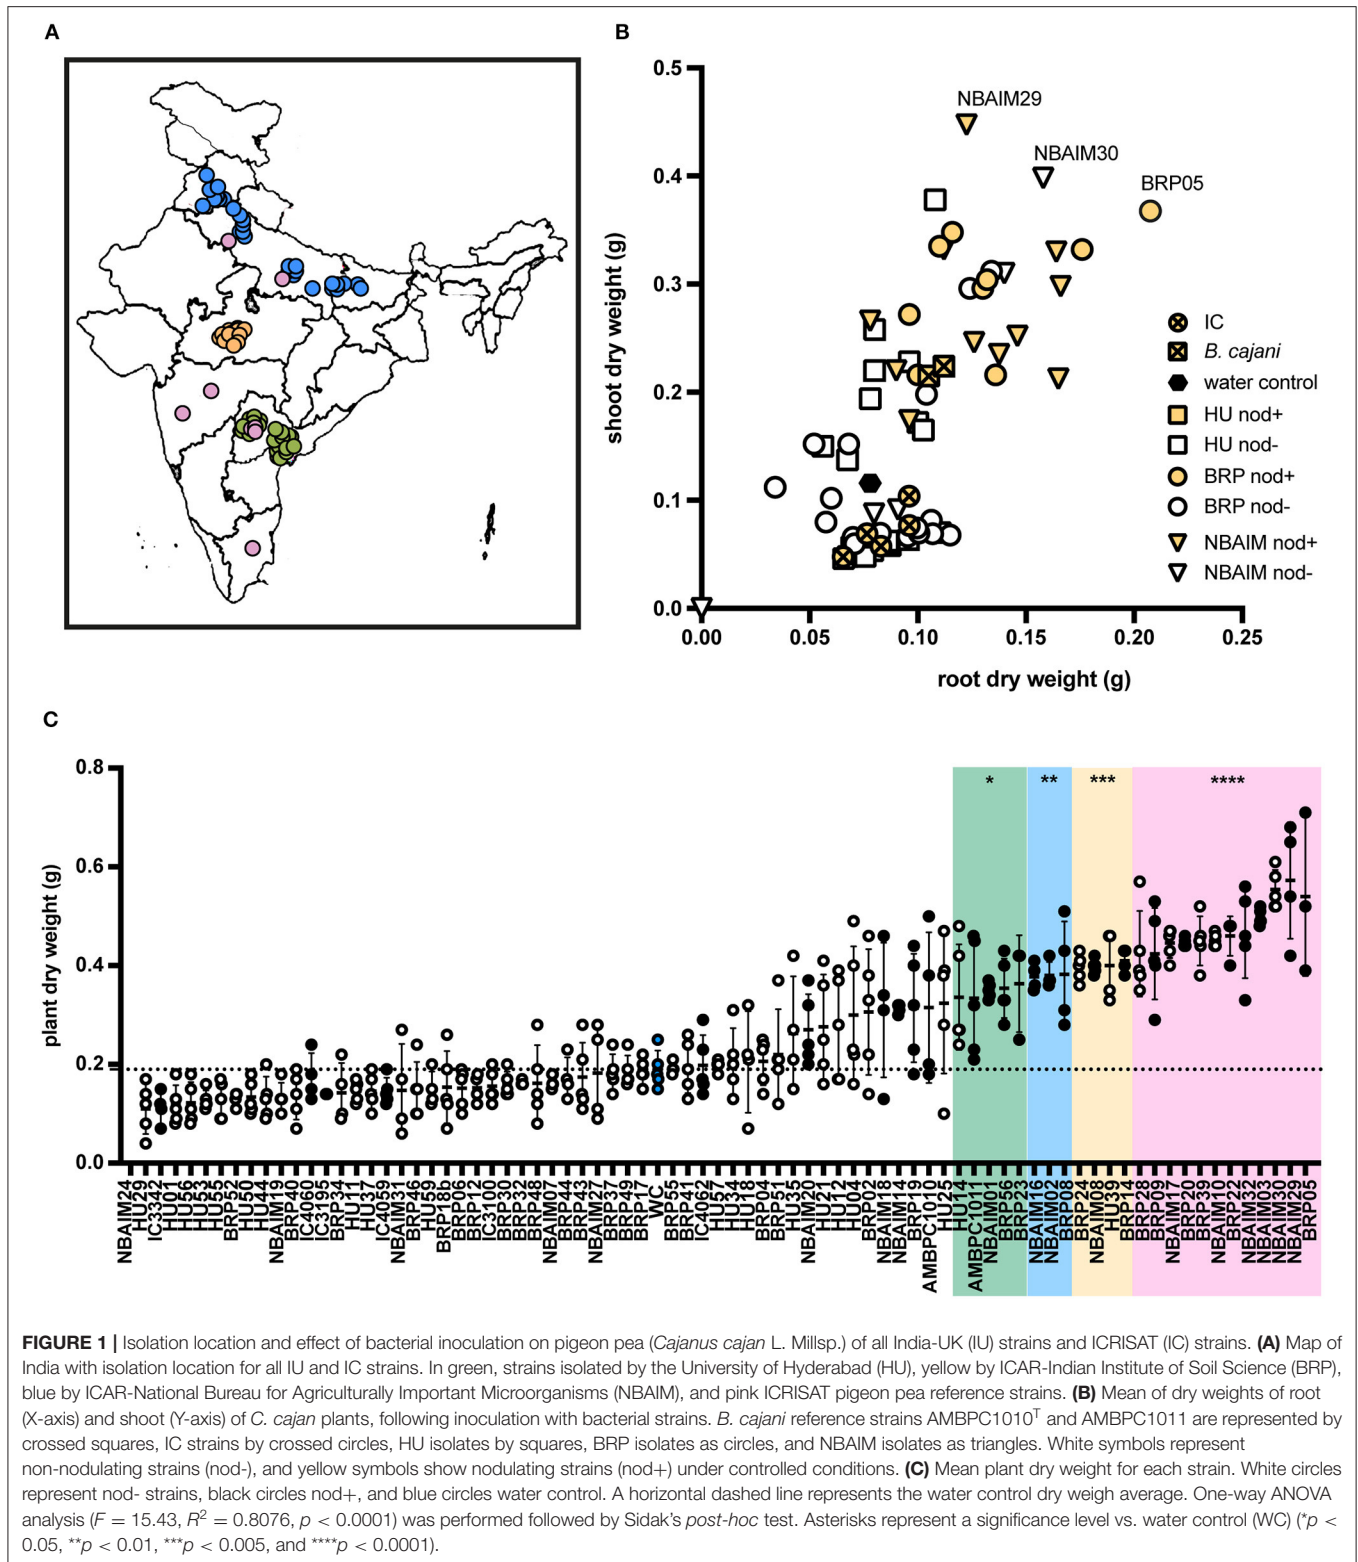 A
B
0.5
0.4
0.3
0.2
0.1
0.0
shoot dry weight (g)
NBAIM29
NBAIM30
BRP05
IC
B. cajani
water control
HU nod+
HU nod-
BRP nod+
BRP nod-
NBAIM nod+
NBAIM nod-
0.00 0.05 0.10 0.15 0.20 0.25
root dry weight (g)
C
0.8
0.6
0.4
0.2
0.0
plant dry weight (g)
* ** *** ****
NBAIM24
HU29
IC3342
HU01
HU56
HU53
HU55
BRP52
HU50
HU44
NBAIM19
BRP40
IC4060
IC3195
BRP34
HU11
HU37
IC4059
NBAIM31
BRP46
HU59
BRP18b
BRP06
BRP12
IC3100
BRP30
BRP32
BRP48
NBAIM07
BRP44
BRP43
NBAIM27
BRP37
BRP49
BRP17
WC
BRP55
BRP41
IC4062
HU57
HU34
HU18
BRP04
BRP51
HU35
NBAIM20
HU21
HU12
HU04
BRP02
NBAIM18
NBAIM14
BRP19
AMBPC1010
HU25
HU14
AMBPC1011
NBAIM01
BRP56
BRP23
NBAIM16
NBAIM02
BRP08
BRP24
NBAIM08
HU39
BRP14
BRP28
BRP09
NBAIM17
BRP20
BRP39
NBAIM10
BRP22
NBAIM32
NBAIM03
NBAIM30
NBAIM29
BRP05
FIGURE 1 | Isolation location and effect of bacterial inoculation on pigeon pea (Cajanus cajan L. Millsp.) of all India-UK (IU) strains and ICRISAT (IC) strains. (A) Map of
India with isolation location for all IU and IC strains. In green, strains isolated by the University of Hyderabad (HU), yellow by ICAR-Indian Institute of Soil Science (BRP),
blue by ICAR-National Bureau for Agriculturally Important Microorganisms (NBAIM), and pink ICRISAT pigeon pea reference strains. (B) Mean of dry weights of root
(X-axis) and shoot (Y-axis) of C. cajan plants, following inoculation with bacterial strains. B. cajani reference strains AMBPC1010ᵀ and AMBPC1011 are represented by
crossed squares, IC strains by crossed circles, HU isolates by squares, BRP isolates as circles, and NBAIM isolates as triangles. White symbols represent
non-nodulating strains (nod-), and yellow symbols show nodulating strains (nod+) under controlled conditions. (C) Mean plant dry weight for each strain. White circles
represent nod- strains, black circles nod+, and blue circles water control. A horizontal dashed line represents the water control dry weigh average. One-way ANOVA
analysis (F = 15.43, R² = 0.8076, p < 0.0001) was performed followed by Sidak's post-hoc test. Asterisks represent a significance level vs. water control (WC) (*p <
0.05, **p < 0.01, ***p < 0.005, and ****p < 0.0001).